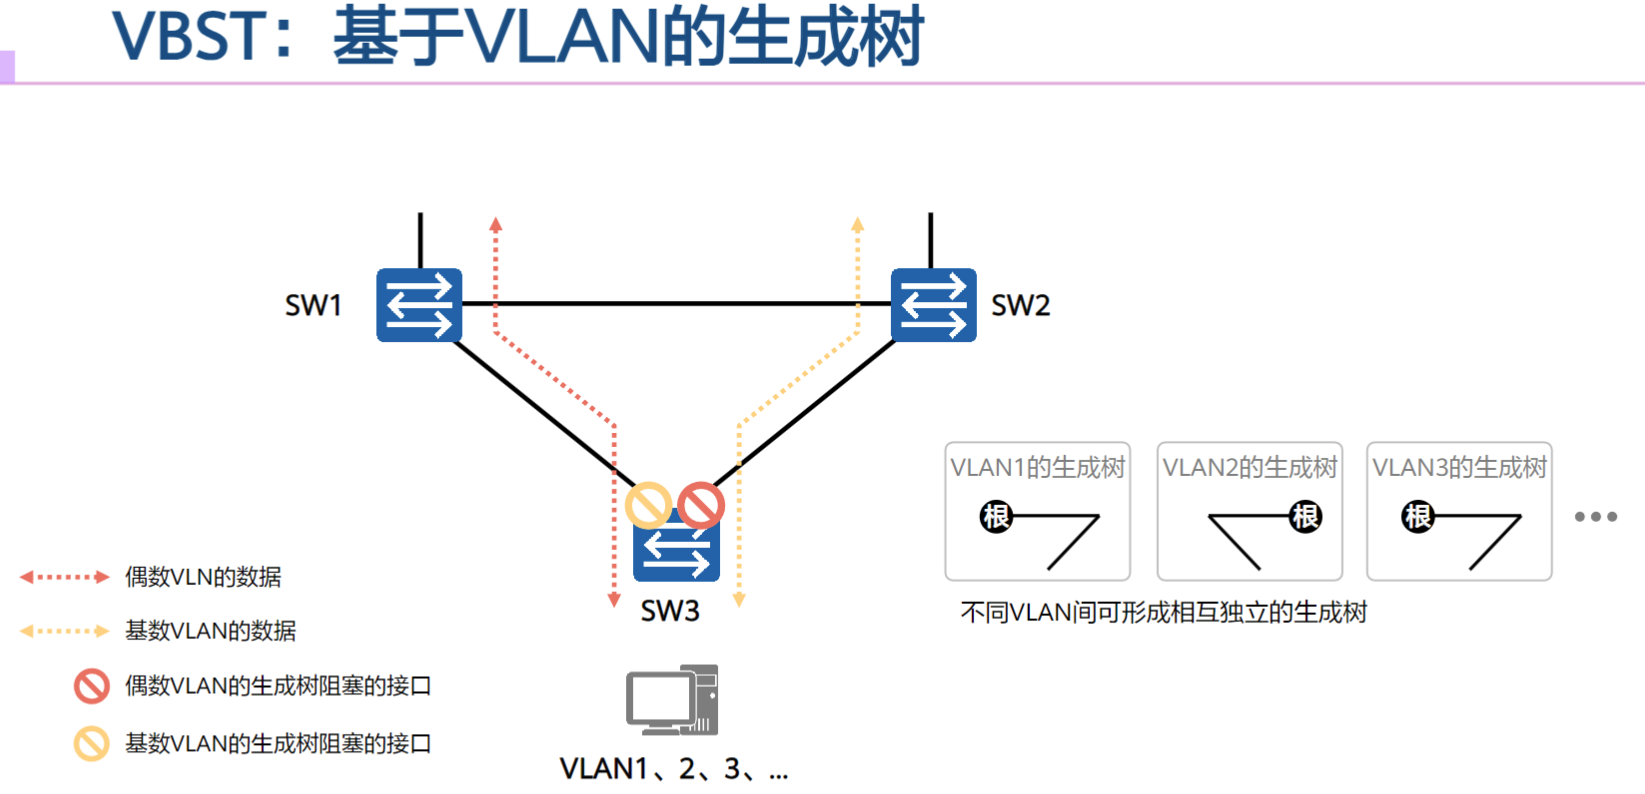 VBST：基于VLAN的生成树
SW1
SW2
SW3
VLAN1、2、3、...
偶数VLN的数据
基数VLAN的数据
偶数VLAN的生成树阻塞的接口
基数VLAN的生成树阻塞的接口
VLAN1的生成树
根
VLAN2的生成树
根
VLAN3的生成树
根
不同VLAN间可形成相互独立的生成树